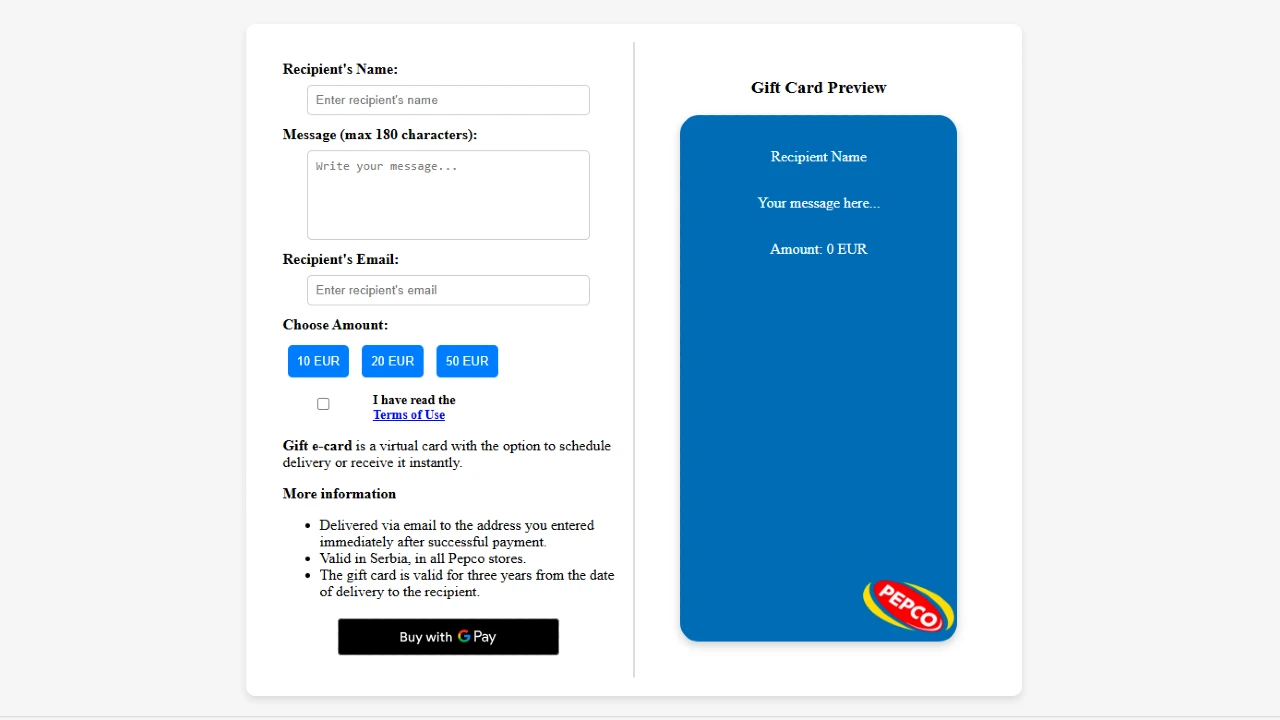 Recipient's Name:
Enter recipient's name
Message (max 180 characters):
Write your message...
Recipient's Email:
Enter recipient's email
Choose Amount:
10 EUR
20 EUR
50 EUR
I have read the
Terms of Use
Gift e-card is a virtual card with the option to schedule
delivery or receive it instantly.
More information
Delivered via email to the address you entered
immediately after successful payment.
Valid in Serbia, in all Pepco stores.
The gift card is valid for three years from the date
of delivery to the recipient.
Buy with G Pay
Gift Card Preview
Recipient Name
Your message here...
Amount: 0 EUR
PEPCO